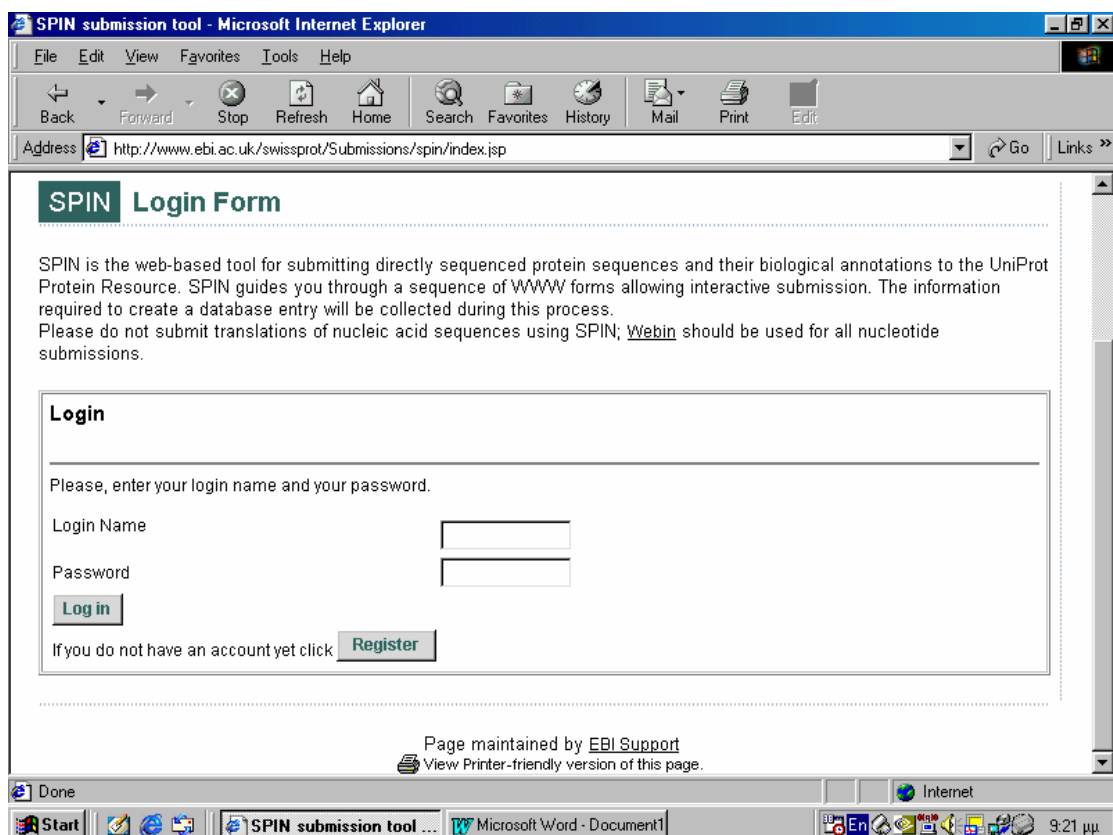 SPIN submission tool - Microsoft Internet Explorer
File Edit View Favorites Tools Help
Back Forward Stop Refresh Home Search Favorites History Mail Print Edit
Address http://www.ebi.ac.uk/swissprot/Submissions/spin/index.jsp Go Links »
SPIN Login Form
SPIN is the web-based tool for submitting directly sequenced protein sequences and their biological annotations to the UniProt
Protein Resource. SPIN guides you through a sequence of WWW forms allowing interactive submission. The information
required to create a database entry will be collected during this process.
Please do not submit translations of nucleic acid sequences using SPIN; Webin should be used for all nucleotide
submissions.
Login
Please, enter your login name and your password.
Login Name
Password
Log in
If you do not have an account yet click Register
Page maintained by EBI Support
View Printer-friendly version of this page.
Done Internet
Start SPIN submission tool ... Microsoft Word - Document1 En 9:21 μμ